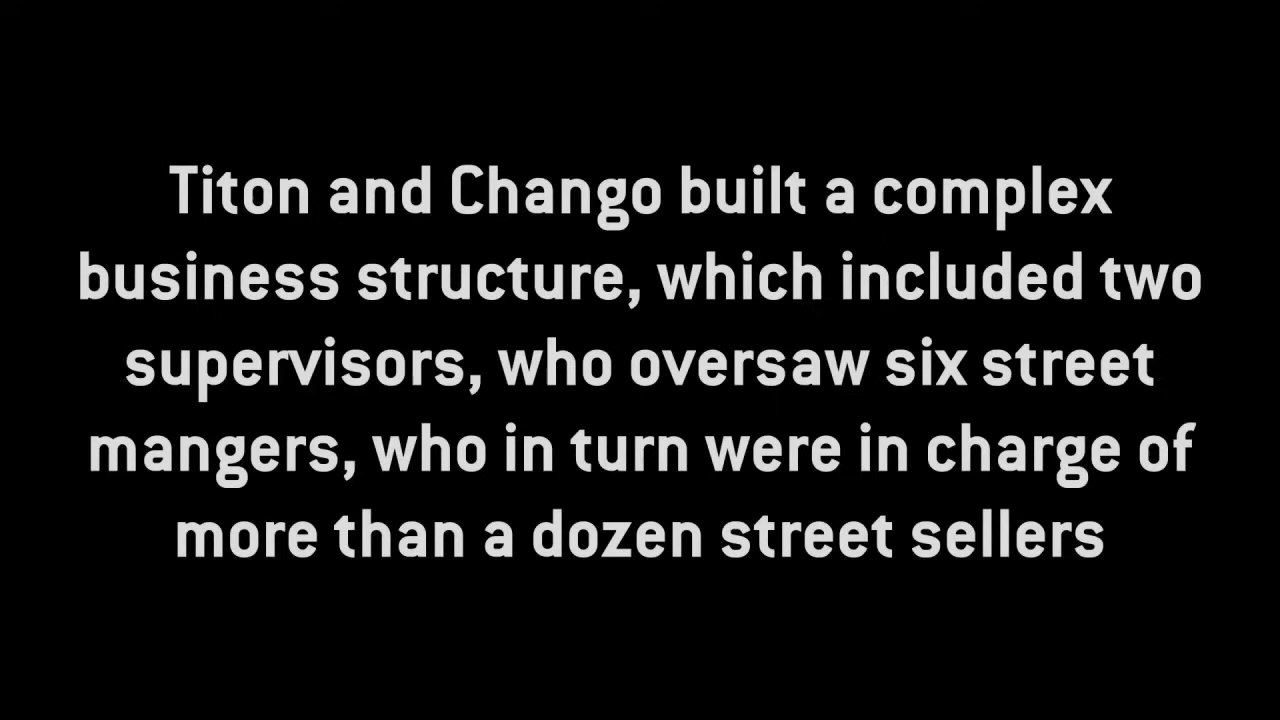 Titon and Chango built a complex
business structure, which included two
supervisors, who oversaw six street
mangers, who in turn were in charge of
more than a dozen street sellers